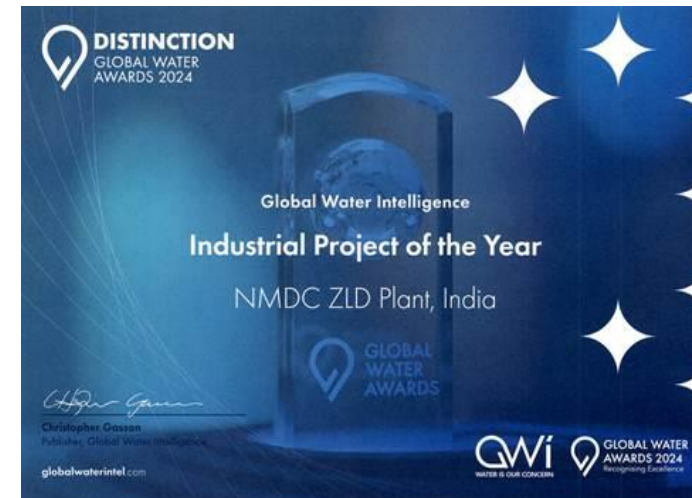 DISTINCTION
GLOBAL WATER
AWARDS 2024
Global Water Intelligence
Industrial Project of the Year
NMDC ZLD Plant, India
GLOBAL
WATER
AWARDS
Christopher Gasson
Publisher, Global Water Intelligence
globalwaterintel.com
GWi
WATER IS OUR CONCERN
GLOBAL WATER
AWARDS 2024
Recognising Excellence